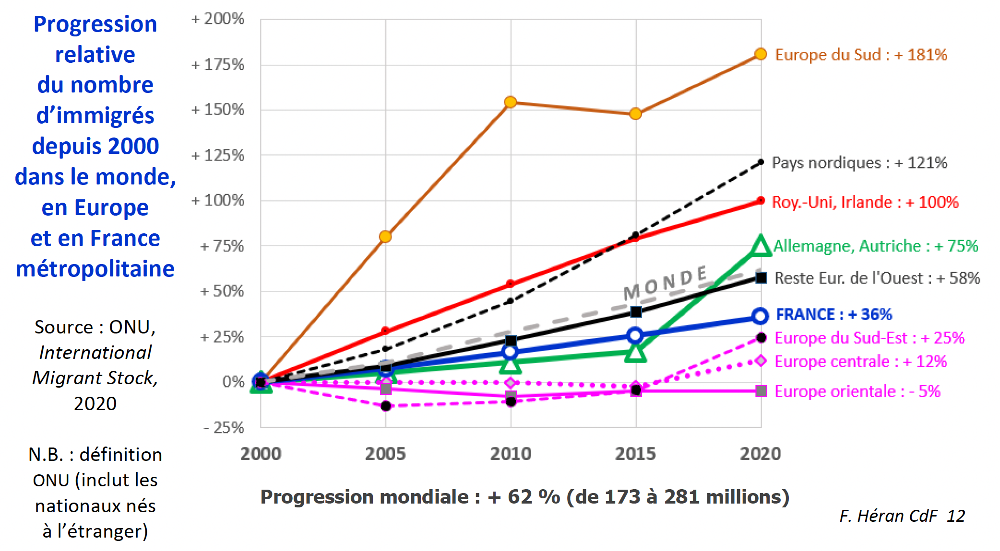 Progression
relative
du nombre
d’immigrés
depuis 2000
dans le monde,
en Europe
et en France
métropolitaine
Source : ONU,
International
Migrant Stock,
2020
N.B. : définition
ONU (inclut les
nationaux nés
à l’étranger)
+ 200%
+ 175%
+ 150%
+ 125%
+ 100%
+ 75%
+ 50%
+ 25%
0%
- 25%
2000 2005 2010 2015 2020
MONDE
Europe du Sud : + 181%
Pays nordiques : + 121%
Roy.-Uni, Irlande : + 100%
Allemagne, Autriche : + 75%
Reste Eur. de l'Ouest : + 58%
FRANCE : + 36%
Europe du Sud-Est : + 25%
Europe centrale : + 12%
Europe orientale : - 5%
Progression mondiale : + 62 % (de 173 à 281 millions)
F. Héran CdF 12